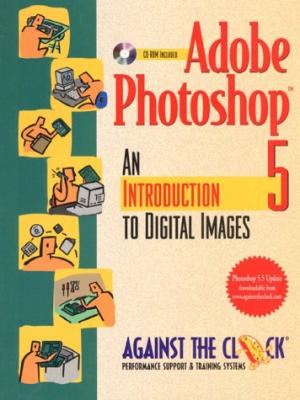 CD-ROM INCLUDED
Adobe
Photoshop™
5
AN
INTRODUCTION
TO DIGITAL IMAGES
Photoshop 5.5 Update
downloadable from
www.againsttheclock.com
AGAINST THE CLOCK®
PERFORMANCE SUPPORT & TRAINING SYSTEMS